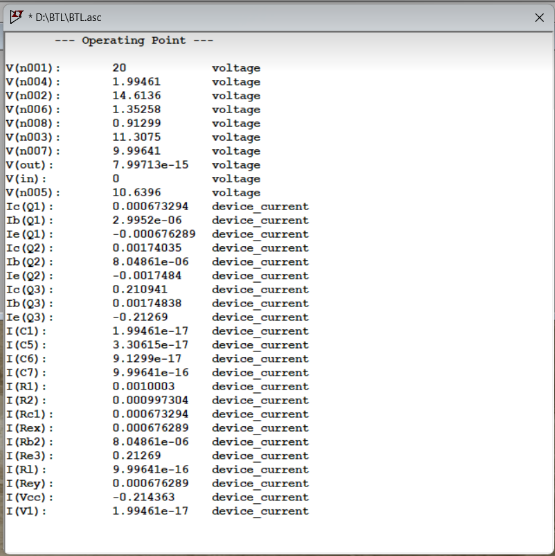 * D:\BTL\BTL.asc
--- Operating Point ---
V(n001): 20 voltage
V(n004): 1.99461 voltage
V(n002): 14.6136 voltage
V(n006): 1.35258 voltage
V(n008): 0.91299 voltage
V(n003): 11.3075 voltage
V(n007): 9.99641 voltage
V(out): 7.99713e-15 voltage
V(in): 0 voltage
V(n005): 10.6396 voltage
Ic(Q1): 0.000673294 device_current
Ib(Q1): 2.9952e-06 device_current
Ie(Q1): -0.000676289 device_current
Ic(Q2): 0.00174035 device_current
Ib(Q2): 8.04861e-06 device_current
Ie(Q2): -0.0017484 device_current
Ic(Q3): 0.210941 device_current
Ib(Q3): 0.00174838 device_current
Ie(Q3): -0.21269 device_current
I(C1): 1.99461e-17 device_current
I(C5): 3.30615e-17 device_current
I(C6): 9.1299e-17 device_current
I(C7): 9.99641e-16 device_current
I(R1): 0.0010003 device_current
I(R2): 0.000997304 device_current
I(Rc1): 0.000673294 device_current
I(Rex): 0.000676289 device_current
I(Rb2): 8.04861e-06 device_current
I(Re3): 0.21269 device_current
I(Rl): 9.99641e-16 device_current
I(Rey): 0.000676289 device_current
I(Vcc): -0.214363 device_current
I(V1): 1.99461e-17 device_current